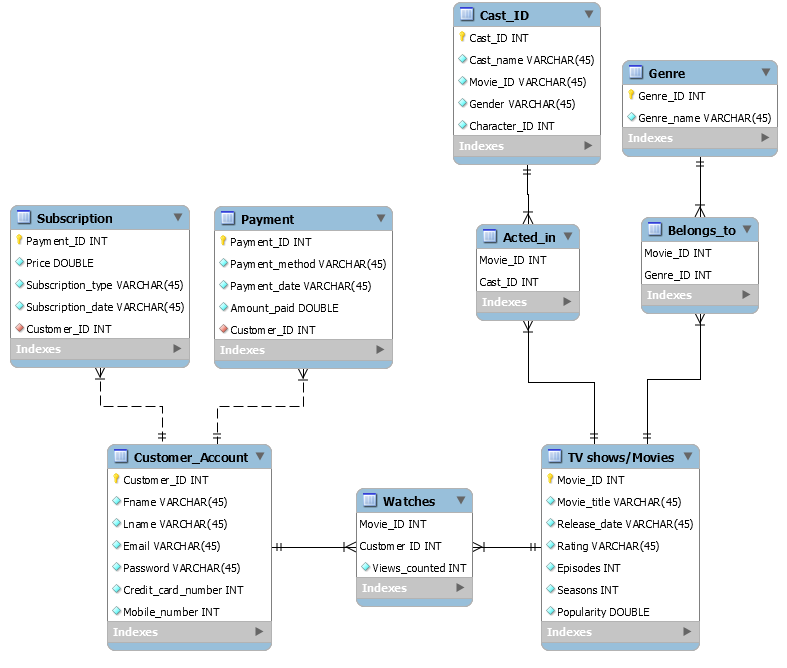 Cast_ID
Cast_ID INT
Cast_name VARCHAR(45)
Movie_ID VARCHAR(45)
Gender VARCHAR(45)
Character_ID INT
Indexes
Genre
Genre_ID INT
Genre_name VARCHAR(45)
Indexes
Subscription
Payment_ID INT
Price DOUBLE
Subscription_type VARCHAR(45)
Subscription_date VARCHAR(45)
Customer_ID INT
Indexes
Payment
Payment_ID INT
Payment_method VARCHAR(45)
Payment_date VARCHAR(45)
Amount_paid DOUBLE
Customer_ID INT
Indexes
Acted_in
Movie_ID INT
Cast_ID INT
Indexes
Belongs_to
Movie_ID INT
Genre_ID INT
Indexes
Customer_Account
Customer_ID INT
Fname VARCHAR(45)
Lname VARCHAR(45)
Email VARCHAR(45)
Password VARCHAR(45)
Credit_card_number INT
Mobile_number INT
Indexes
Watches
Movie_ID INT
Customer ID INT
Views_counted INT
Indexes
TV shows/Movies
Movie_ID INT
Movie_title VARCHAR(45)
Release_date VARCHAR(45)
Rating VARCHAR(45)
Episodes INT
Seasons INT
Popularity DOUBLE
Indexes